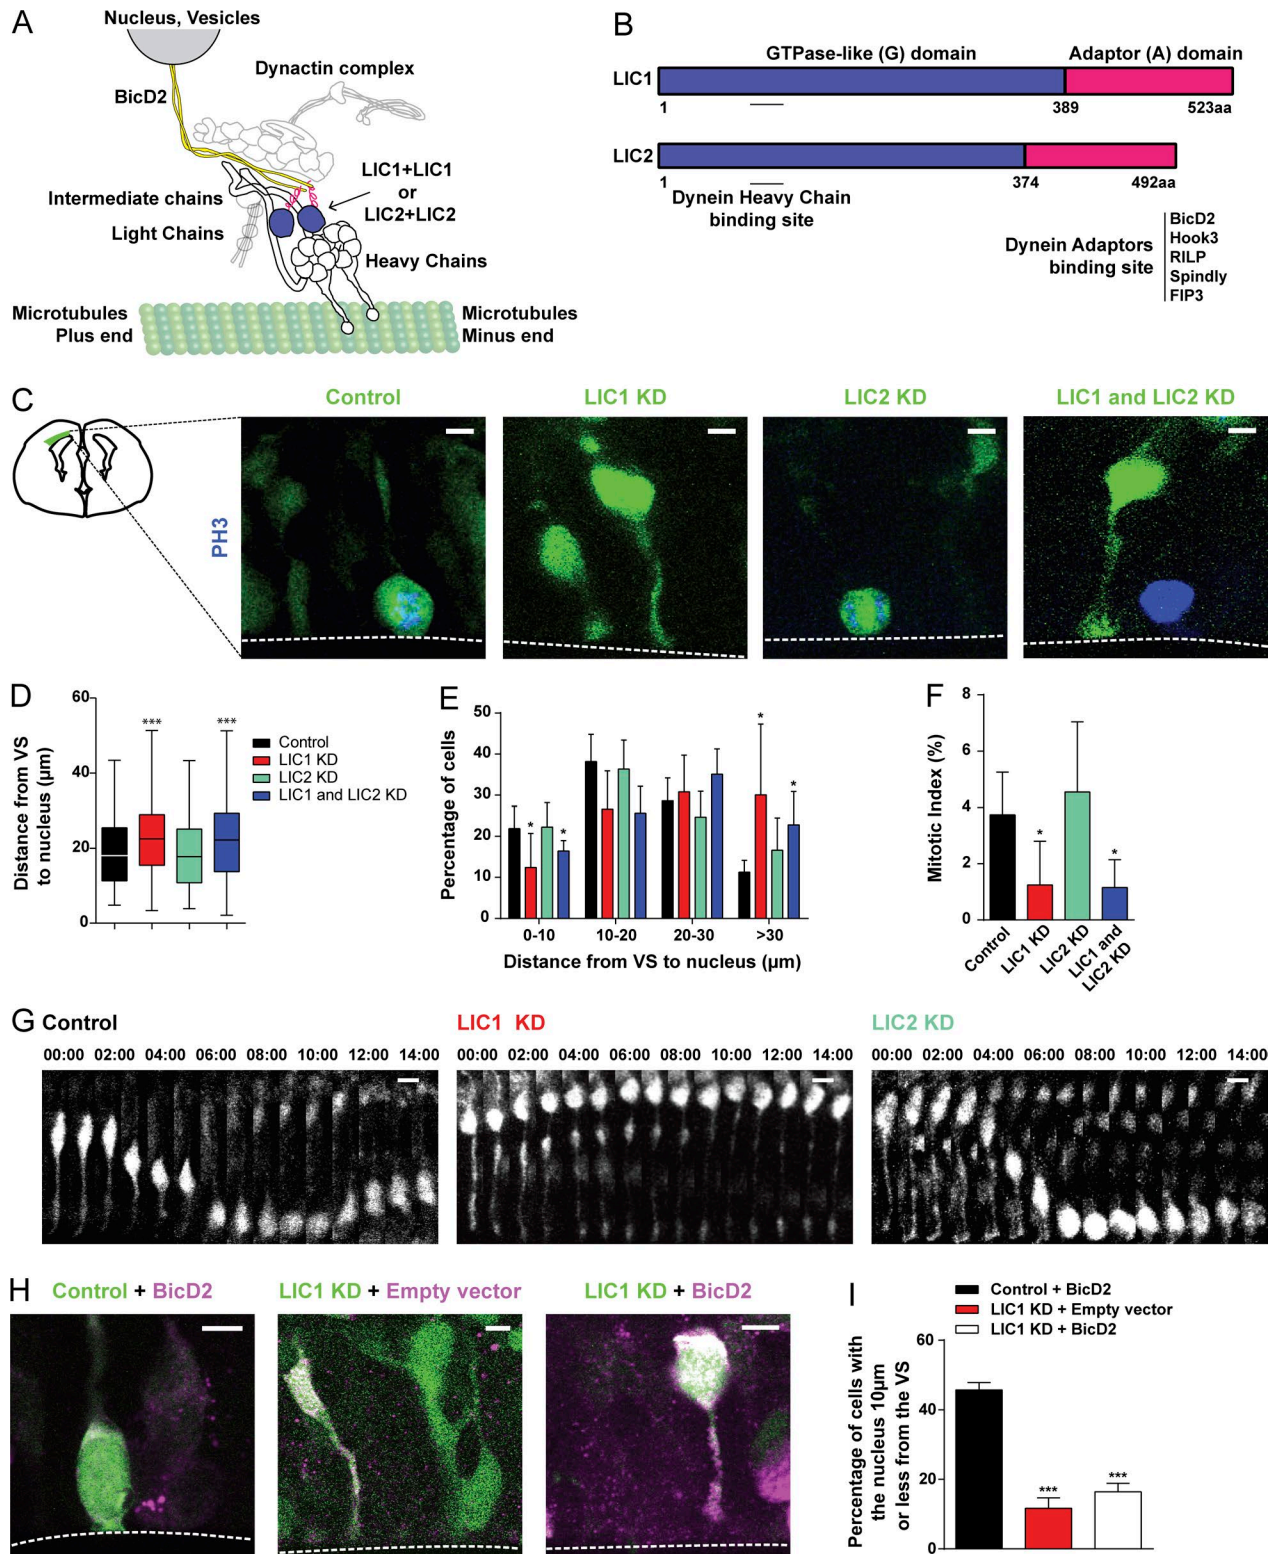 A
Nucleus, Vesicles
Dynactin complex
BicD2
LIC1+LIC1
or
LIC2+LIC2
Intermediate chains
Light Chains
Heavy Chains
Microtubules
Plus end
Microtubules
Minus end
B
GTPase-like (G) domain
Adaptor (A) domain
LIC1
1
389
523aa
LIC2
1
374
492aa
Dynein Heavy Chain
binding site
Dynein Adaptors
binding site
BicD2
Hook3
RILP
Spindly
FIP3
C
Control
LIC1 KD
LIC2 KD
LIC1 and LIC2 KD
PH3
D
Distance from VS
to nucleus (µm)
60
40
20
0
***
***
Control
LIC1 KD
LIC2 KD
LIC1 and LIC2 KD
E
Percentage of cells
50
40
30
20
10
0
*
*
*
*
0-10
10-20
20-30
>30
Distance from VS to nucleus (µm)
F
Mitotic Index (%)
8
6
4
2
0
*
*
Control
LIC1 KD
LIC2 KD
LIC1 and
LIC2 KD
G
Control
00:00 02:00 04:00 06:00 08:00 10:00 12:00 14:00
LIC1 KD
00:00 02:00 04:00 06:00 08:00 10:00 12:00 14:00
LIC2 KD
00:00 02:00 04:00 06:00 08:00 10:00 12:00 14:00
H
Control + BicD2
LIC1 KD + Empty vector
LIC1 KD + BicD2
I
Control + BicD2
LIC1 KD + Empty vector
LIC1 KD + BicD2
Percentage of cells with
the nucleus 10µm
or less from the VS
60
40
20
0
***
***